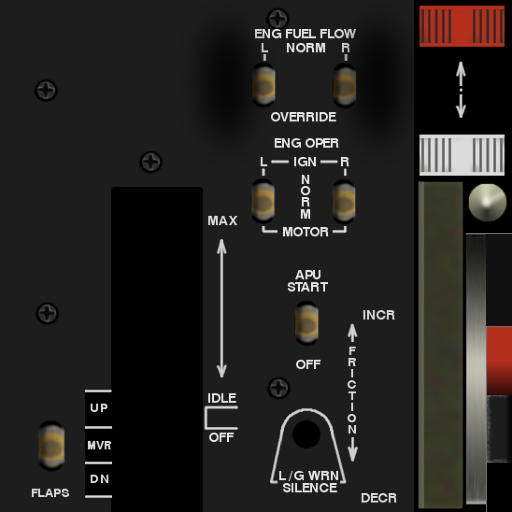 ENG FUEL FLOW
L NORM R
OVERRIDE
ENG OPER
L IGN R
NORM
MOTOR
MAX
APU
START
INCR
OFF
FRICTION
IDLE
OFF
UP
MVR
DN
FLAPS
L/G WRN
SILENCE
DECR